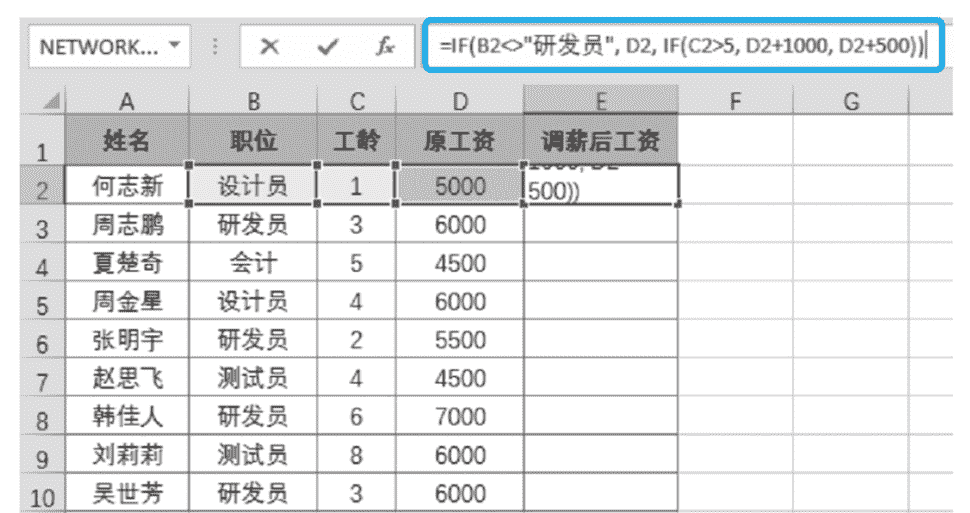 NETWORK... =IF(B2<>"研发员", D2, IF(C2>5, D2+1000, D2+500))
A B C D E F G
1 姓名 职位 工龄 原工资 调薪后工资
2 何志新 设计员 1 5000 500))
3 周志鹏 研发员 3 6000
4 夏楚奇 会计 5 4500
5 周金星 设计员 4 6000
6 张明宇 研发员 2 5500
7 赵思飞 测试员 4 4500
8 韩佳人 研发员 6 7000
9 刘莉莉 测试员 8 6000
10 吴世芳 研发员 3 6000